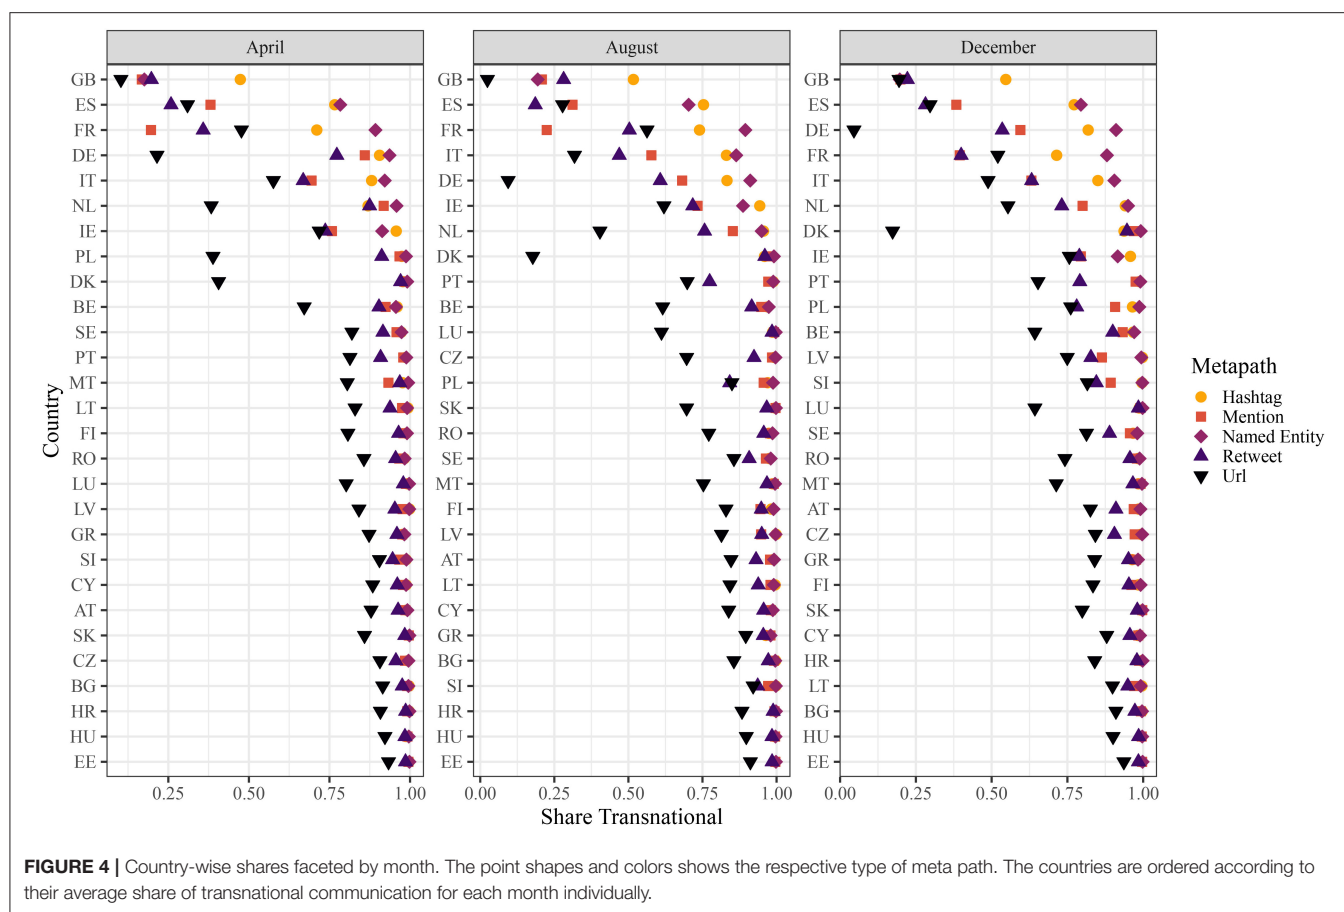 April
August
December
Country
GB
ES
FR
DE
IT
NL
IE
PL
DK
BE
SE
PT
MT
LT
FI
RO
LU
LV
GR
SI
CY
AT
SK
CZ
BG
HR
HU
EE
GB
ES
FR
IT
DE
IE
NL
DK
PT
BE
LU
CZ
PL
SK
RO
SE
MT
FI
LV
AT
LT
CY
GR
BG
SI
HR
HU
EE
GB
ES
DE
FR
IT
NL
DK
IE
PT
PL
BE
LV
SI
LU
SE
RO
MT
AT
CZ
GR
FI
SK
CY
HR
LT
BG
HU
EE
0.25 0.50 0.75 1.00
0.00 0.25 0.50 0.75 1.00
0.00 0.25 0.50 0.75 1.00
Share Transnational
Metapath
Hashtag
Mention
Named Entity
Retweet
Url
FIGURE 4 | Country-wise shares faceted by month. The point shapes and colors shows the respective type of meta path. The countries are ordered according to
their average share of transnational communication for each month individually.